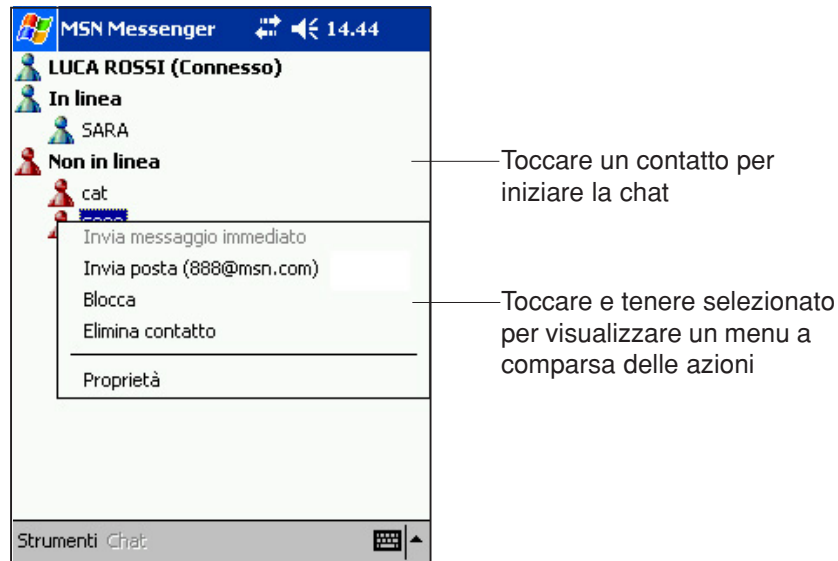 MSN Messenger 14.44
LUCA ROSSI (Connesso)
In linea
SARA
Non in linea
cat
Invia messaggio immediato
Invia posta (888@msn.com)
Blocca
Elimina contatto
Proprietà
Strumenti Chat
Toccare un contatto per
iniziare la chat
Toccare e tenere selezionato
per visualizzare un menu a
comparsa delle azioni